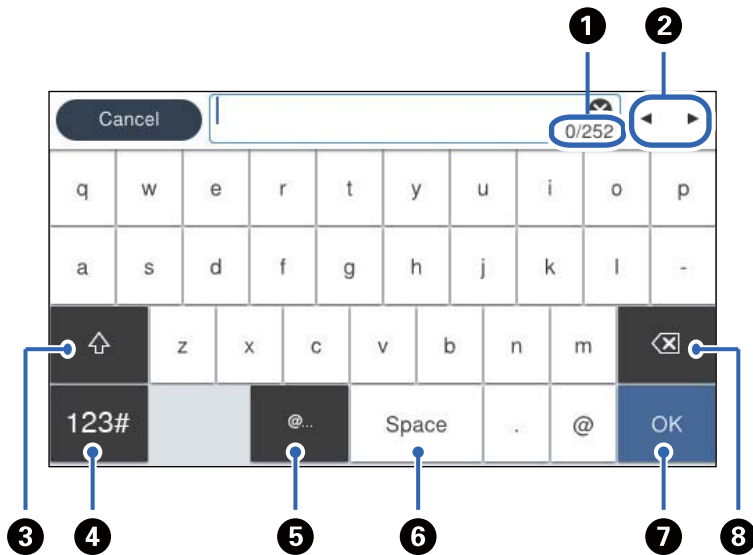 1 2
Cancel 0/252
q w e r t y u i o p
a s d f g h j k l -
z x c v b n m
123# @... Space . @ OK
3 4 5 6 7 8